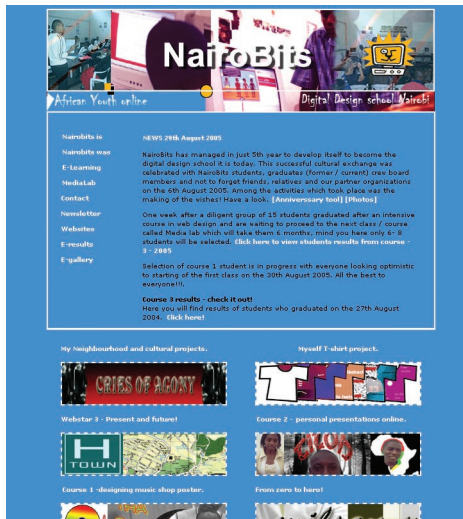 NairoBits
African Youth online
Digital Design school Nairobi
Nairobits is
Nairobits was
E-Learning
MediaLab
Contact
Newsletter
Websites
E-results
E-gallery
NEWS 29th August 2005
NairoBits has managed in just 5th year to develop itself to become the
digital design school it is today. This successful cultural exchange was
celebrated with NairoBits students, graduates (former / current) crew board
members and not to forget friends, relatives and our partner organizations
on the 6th August 2005. Among the activities which took place was the
making of the wishes! Have a look. [Anniverssary tool] [Photos]
One week after a diligent group of 15 students graduated after an intensive
course in web design and are waiting to proceed to the next class / course
called Media lab which will take them 6 months, mind you here only 6- 8
students will be selected. Click here to view students results from course -
3 - 2005
Selection of course 1 student is in progress with everyone looking optimistic
to starting of the first class on the 30th August 2005. All the best to
everyone!!!.
Course 3 results - check it out!
Here you will find results of students who graduated on the 27th August
2004. Click here!
My Neighbourhood and cultural projects.
Myself T-shirt project.
CRIES OF AGONY
Webstar 3 - Present and future!
Course 2 - personal presentations online.
H
TOWN
Course 1 -designing music shop poster.
From zero to hero!